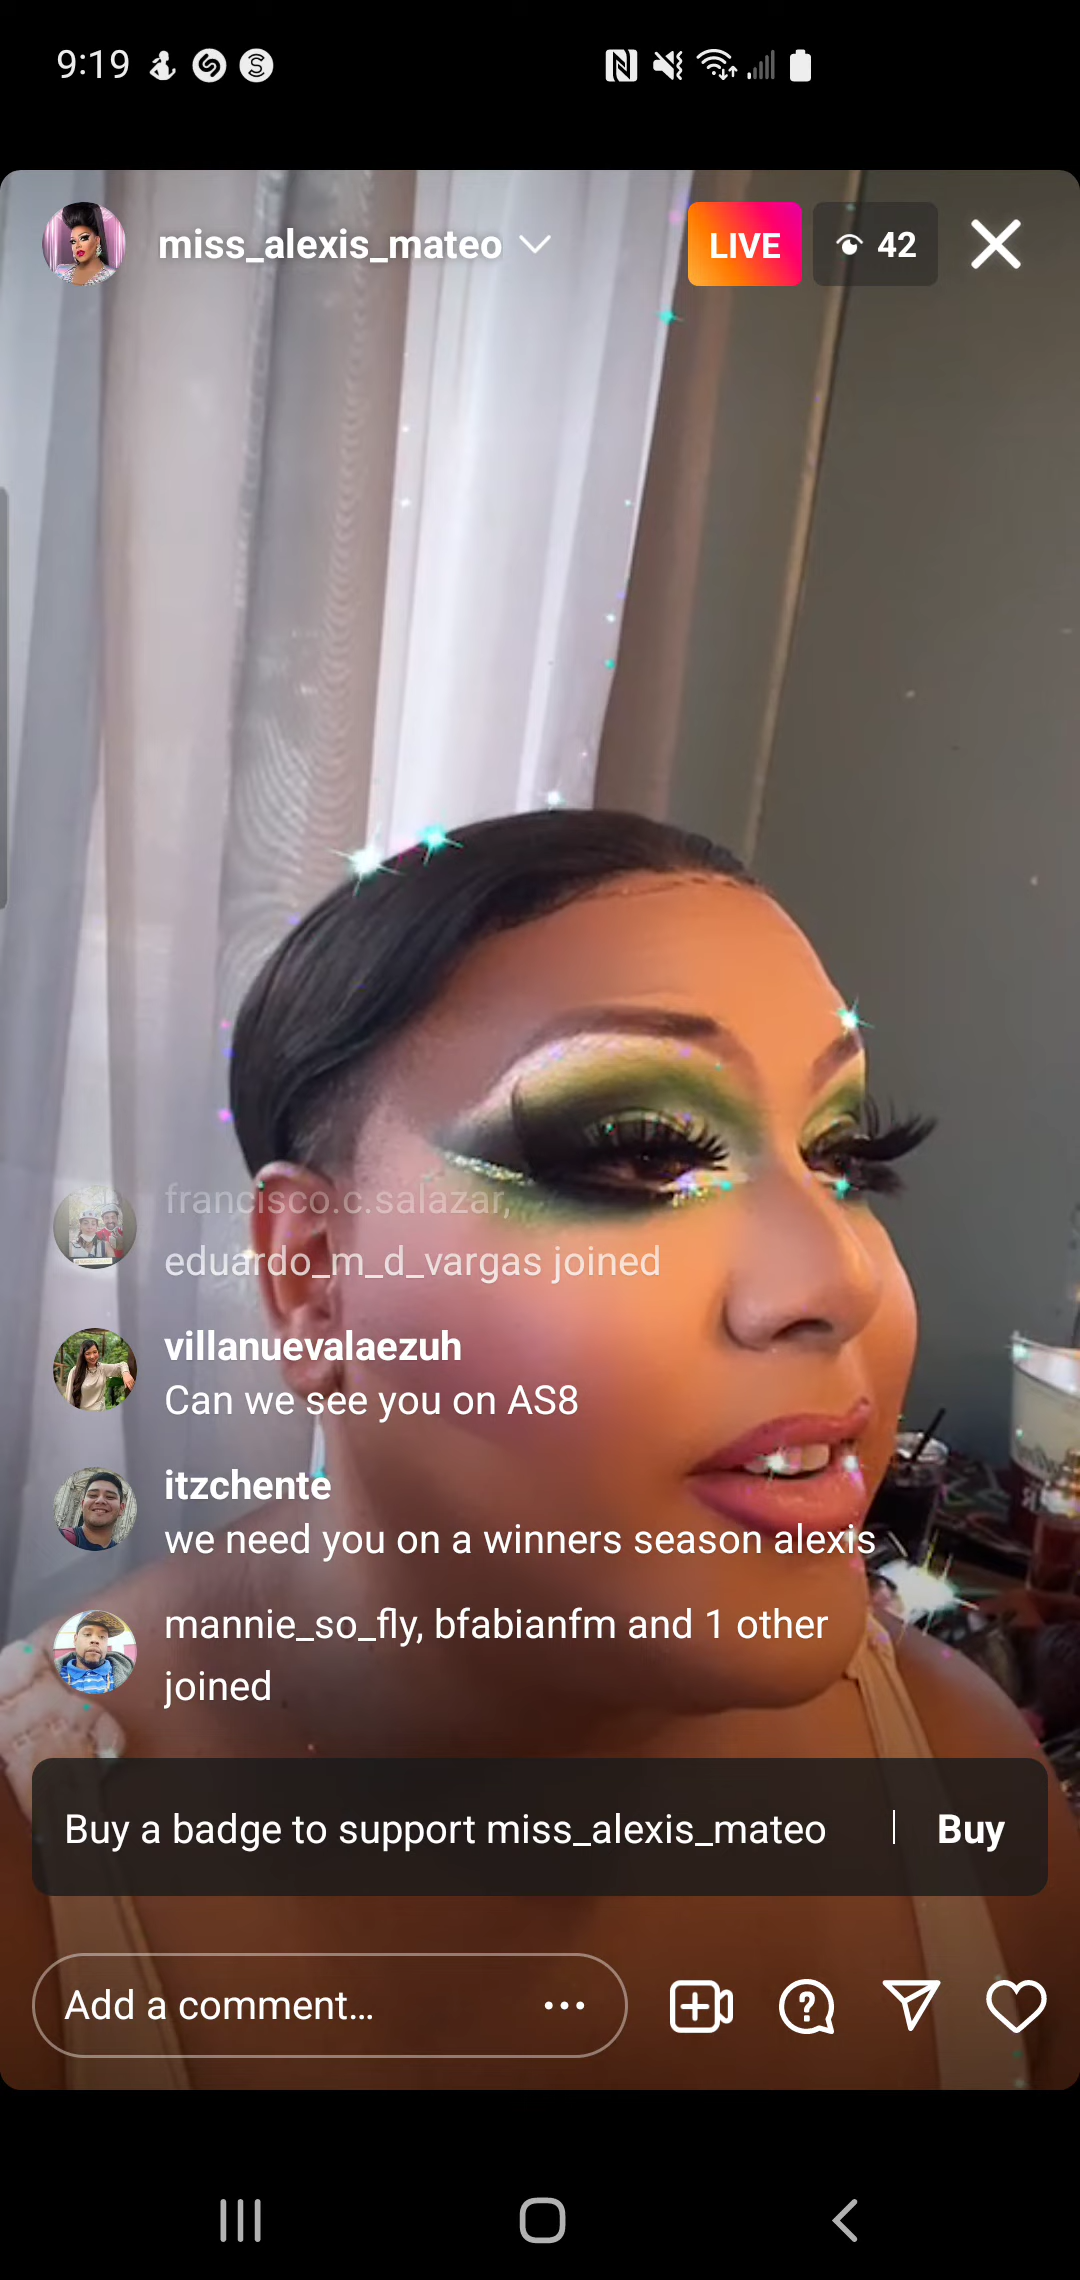 9:19
miss_alexis_mateo
LIVE
42
francisco.c.salazar,
eduardo_m_d_vargas joined
villanuevalaezuh
Can we see you on AS8
itzchente
we need you on a winners season alexis
mannie_so_fly, bfabianfm and 1 other
joined
Buy a badge to support miss_alexis_mateo | Buy
Add a comment...